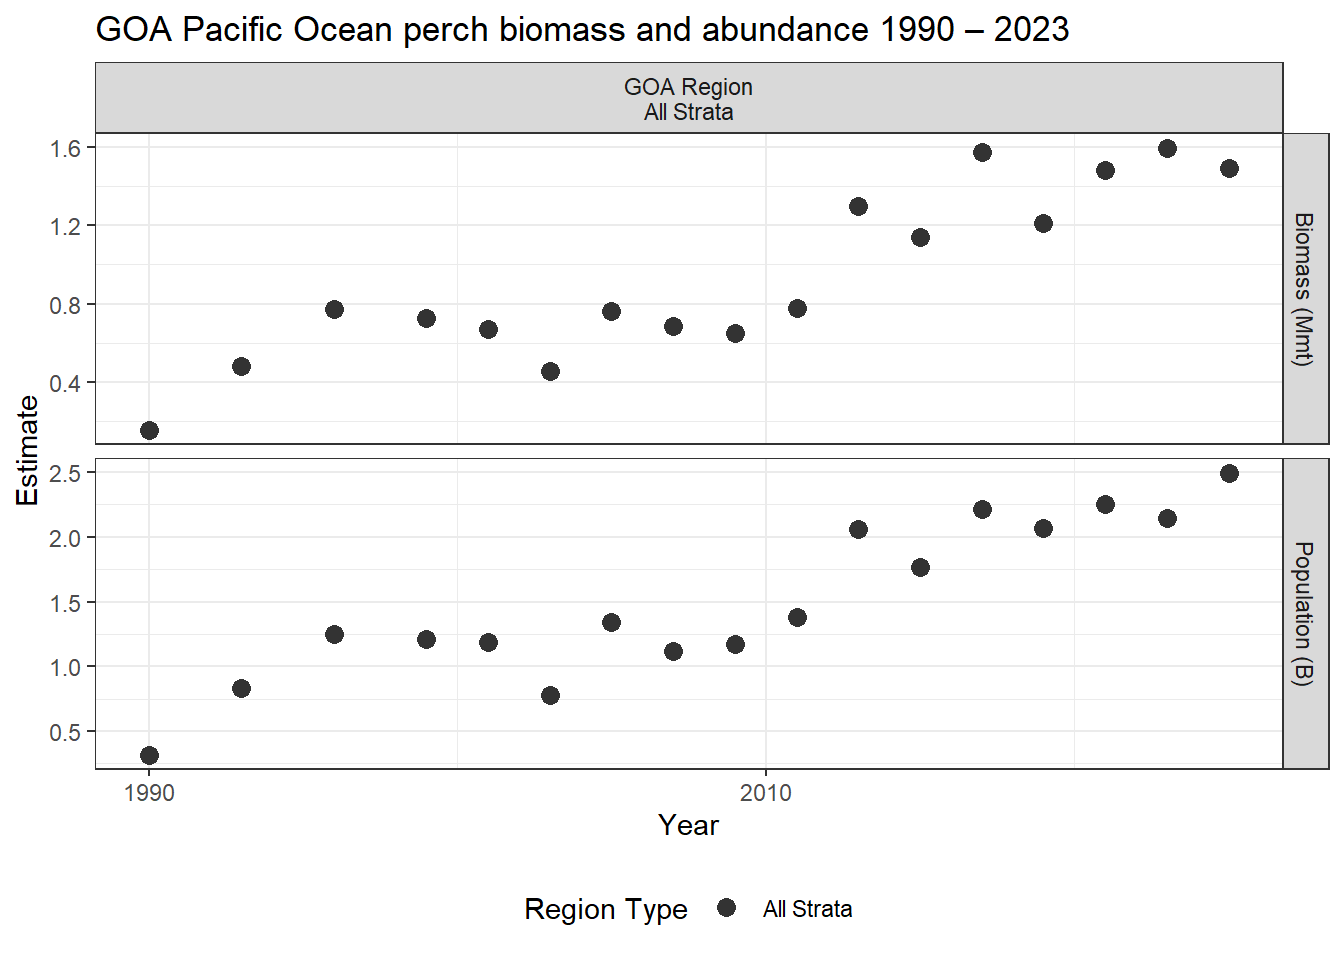 GOA Pacific Ocean perch biomass and abundance 1990 – 2023
GOA Region
All Strata
1.6
1.2
0.8
0.4
Biomass (Mmt)
Estimate
2.5
2.0
1.5
1.0
0.5
Population (B)
1990
2010
Year
Region Type
All Strata